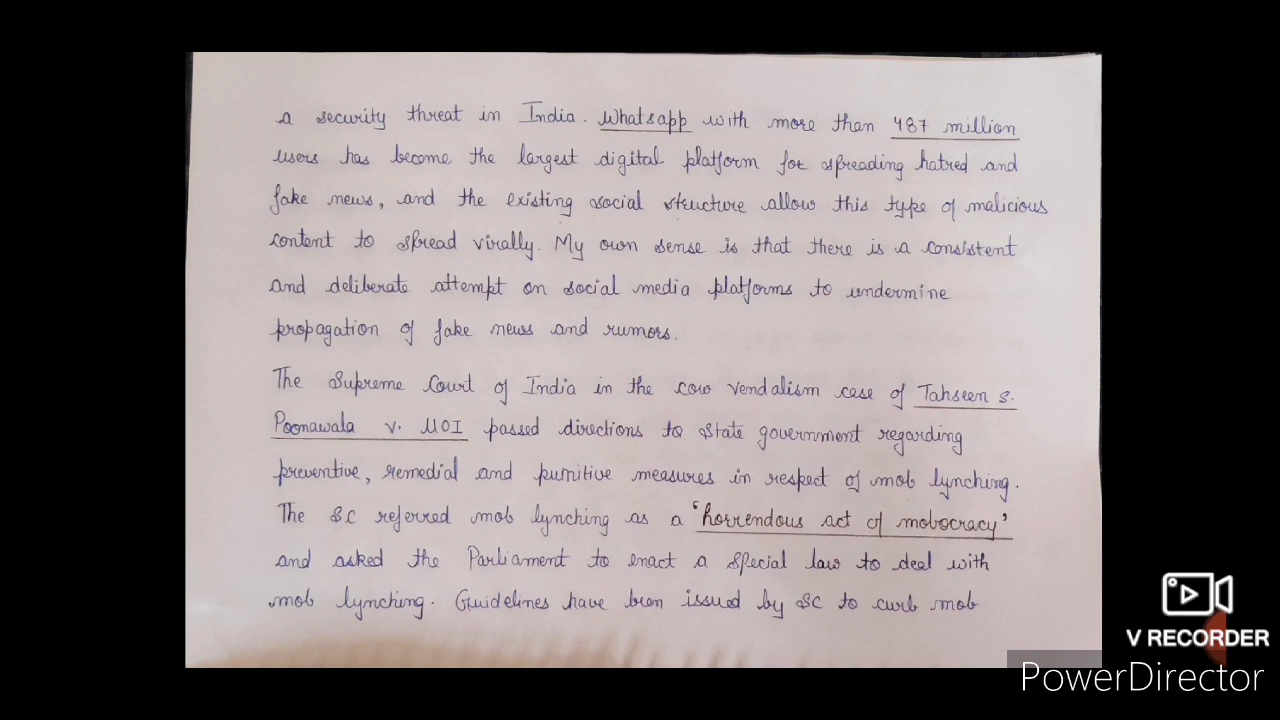 a security threat in India. Whatsapp with more than 487 million
users has become the largest digital platform for spreading hatred and
fake news, and the existing social structure allow this type of malicious
content to spread virally. My own sense is that there is a consistent
and deliberate attempt on social media platforms to undermine
propagation of fake news and rumors.
The Supreme Court of India in the cow vendalism case of Tahseen S.
Poonawala v. UOI passed directions to State government regarding
preventive, remedial and punitive measures in respect of mob lynching.
The SC referred mob lynching as a 'horrendous act of mobocracy'
and asked the Parliament to enact a special law to deel with
mob lynching. Guidelines have been issued by SC to curb mob
V RECORDER
PowerDirector